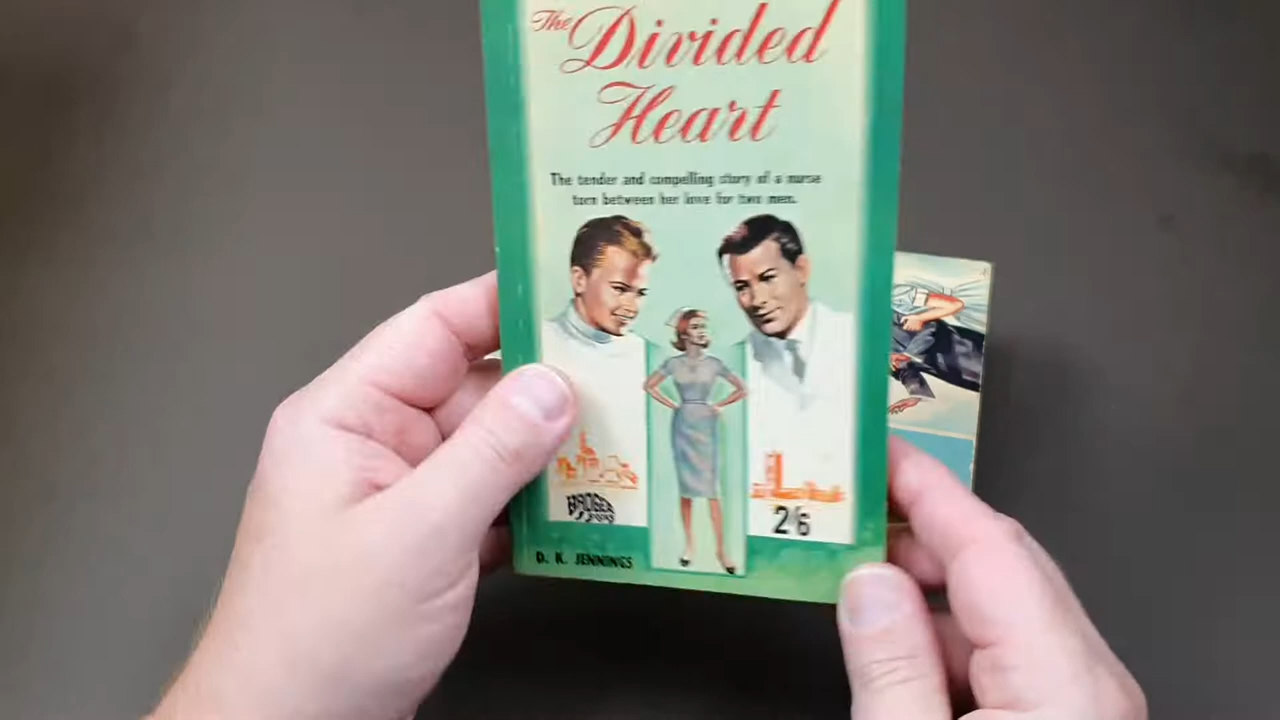 The Divided
Heart
The tender and compelling story of a nurse
torn between her love for two men.
BADGER
BOOKS
2/6
D. K. JENNINGS